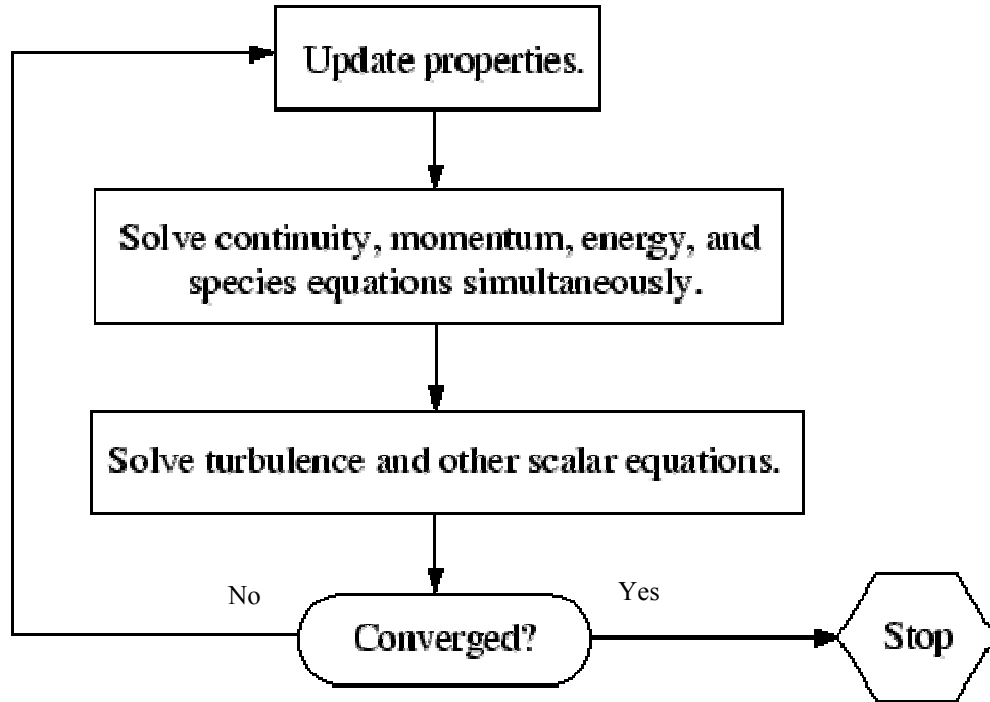 Update properties.
Solve continuity, momentum, energy, and
species equations simultaneously.
Solve turbulence and other scalar equations.
No
Yes
Converged?
Stop